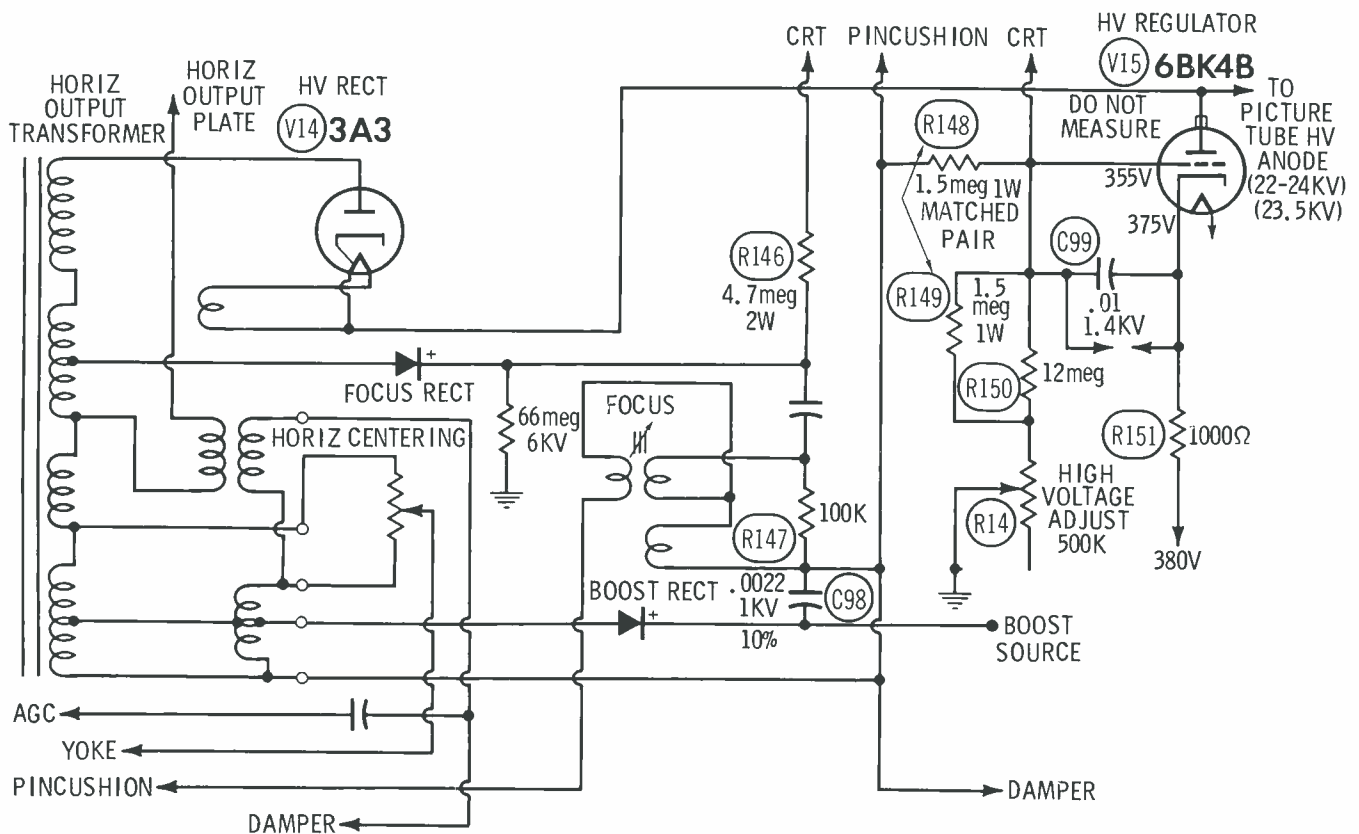 CRT PINCUSHION CRT
HV REGULATOR
V15 6BK4B
HORIZ
OUTPUT
TRANSFORMER
HORIZ
OUTPUT
PLATE
HV RECT
V14 3A3
DO NOT
MEASURE
TO
PICTURE
TUBE HV
ANODE
(22-24KV)
(23.5KV)
R148
1.5meg 1W
MATCHED
PAIR
355V
375V
R146
4.7meg
2W
R149
1.5
meg
1W
C99
.01
1.4KV
FOCUS RECT
R150
12meg
66meg
6KV
FOCUS
R151
1000Ω
HORIZ CENTERING
HIGH
VOLTAGE
ADJUST
500K
R14
100K
R147
380V
BOOST RECT
.0022
1KV
10%
C98
BOOST
SOURCE
AGC
YOKE
PINCUSHION
DAMPER
DAMPER
+
+